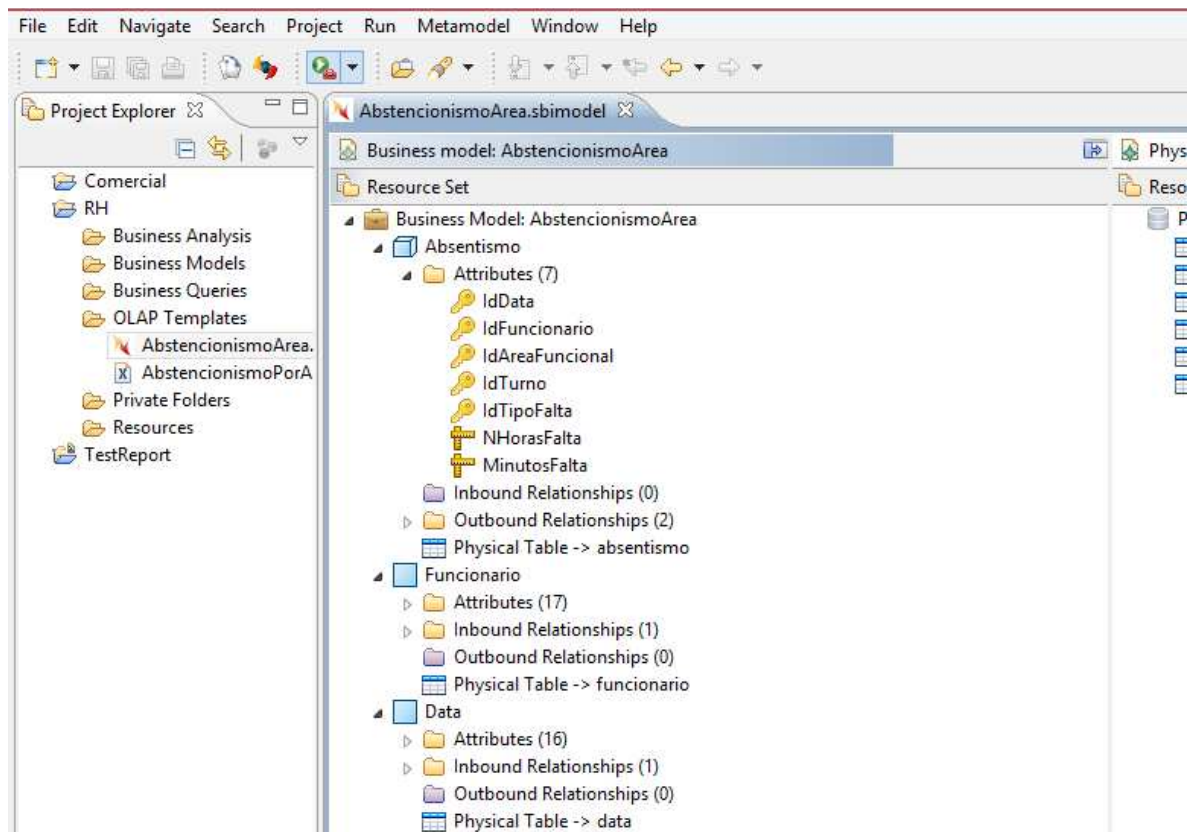 File Edit Navigate Search Project Run Metamodel Window Help
Project Explorer
Comercial
RH
Business Analysis
Business Models
Business Queries
OLAP Templates
AbstencionismoArea.
AbstencionismoPorA
Private Folders
Resources
TestReport
AbstencionismoArea.sbimodel
Business model: AbstencionismoArea
Resource Set
Business Model: AbstencionismoArea
Absentismo
Attributes (7)
IdData
IdFuncionario
IdAreaFuncional
IdTurno
IdTipoFalta
NHorasFalta
MinutosFalta
Inbound Relationships (0)
Outbound Relationships (2)
Physical Table -> absentismo
Funcionario
Attributes (17)
Inbound Relationships (1)
Outbound Relationships (0)
Physical Table -> funcionario
Data
Attributes (16)
Inbound Relationships (1)
Outbound Relationships (0)
Physical Table -> data
Phys
Reso
P